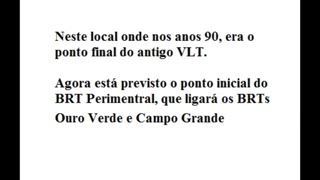 Neste local onde nos anos 90, era o
ponto final do antigo VLT.
Agora está previsto o ponto inicial do
BRT Perimentral, que ligará os BRTs
Ouro Verde e Campo Grande